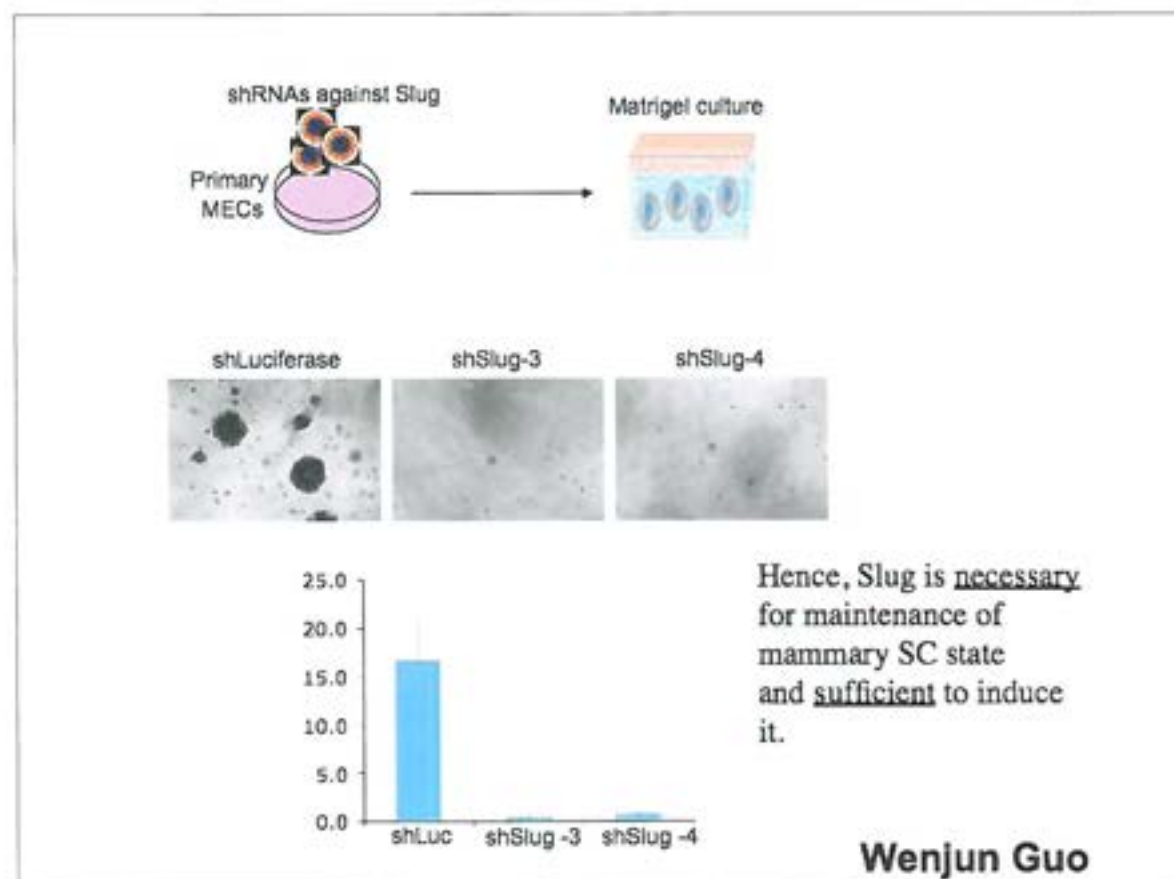 shRNAs against Slug
Primary
MECs
Matrigel culture
shLuciferase
shSlug-3
shSlug-4
25.0
20.0
15.0
10.0
5.0
0.0
shLuc
shSlug -3
shSlug -4
Hence, Slug is necessary
for maintenance of
mammary SC state
and sufficient to induce
it.
Wenjun Guo